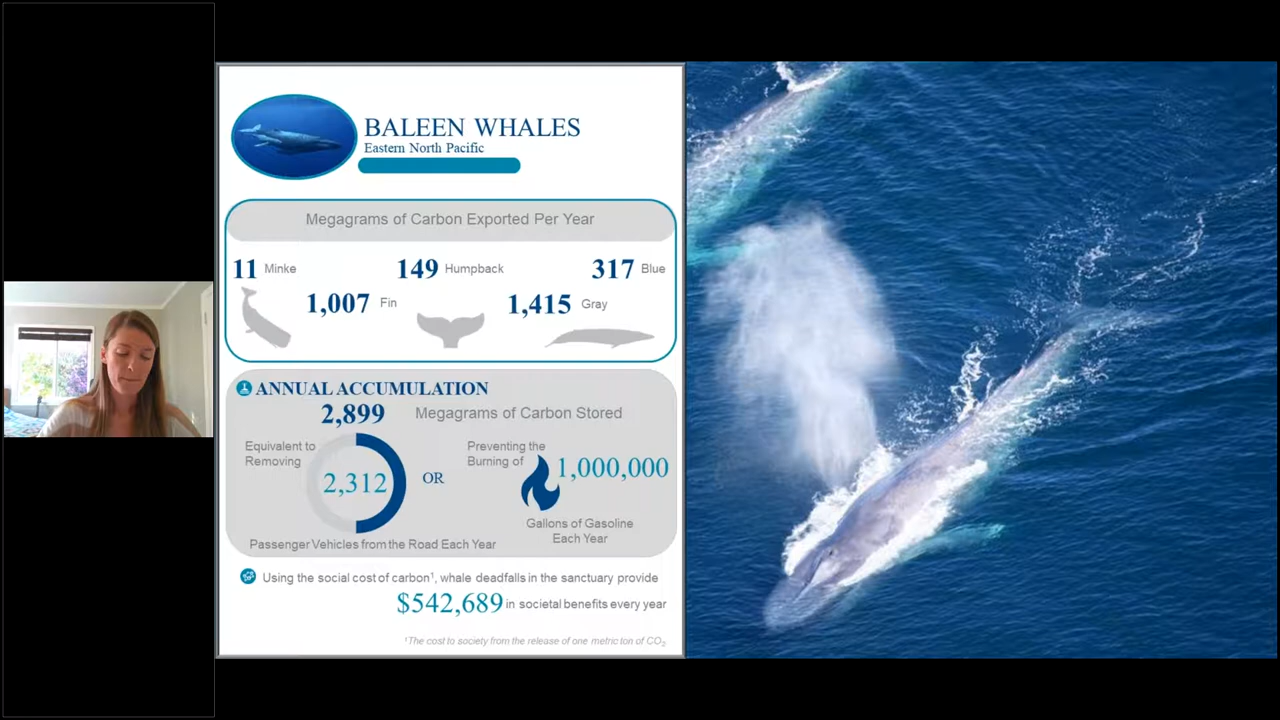 BALEEN WHALES
Eastern North Pacific
Megagrams of Carbon Exported Per Year
11 Minke
149 Humpback
317 Blue
1,007 Fin
1,415 Gray
ANNUAL ACCUMULATION
2,899 Megagrams of Carbon Stored
Equivalent to
Removing
2,312
Passenger Vehicles from the Road Each Year
OR
Preventing the
Burning of
1,000,000
Gallons of Gasoline
Each Year
Using the social cost of carbon¹, whale deadfalls in the sanctuary provide
$542,689 in societal benefits every year
¹The cost to society from the release of one metric ton of CO₂